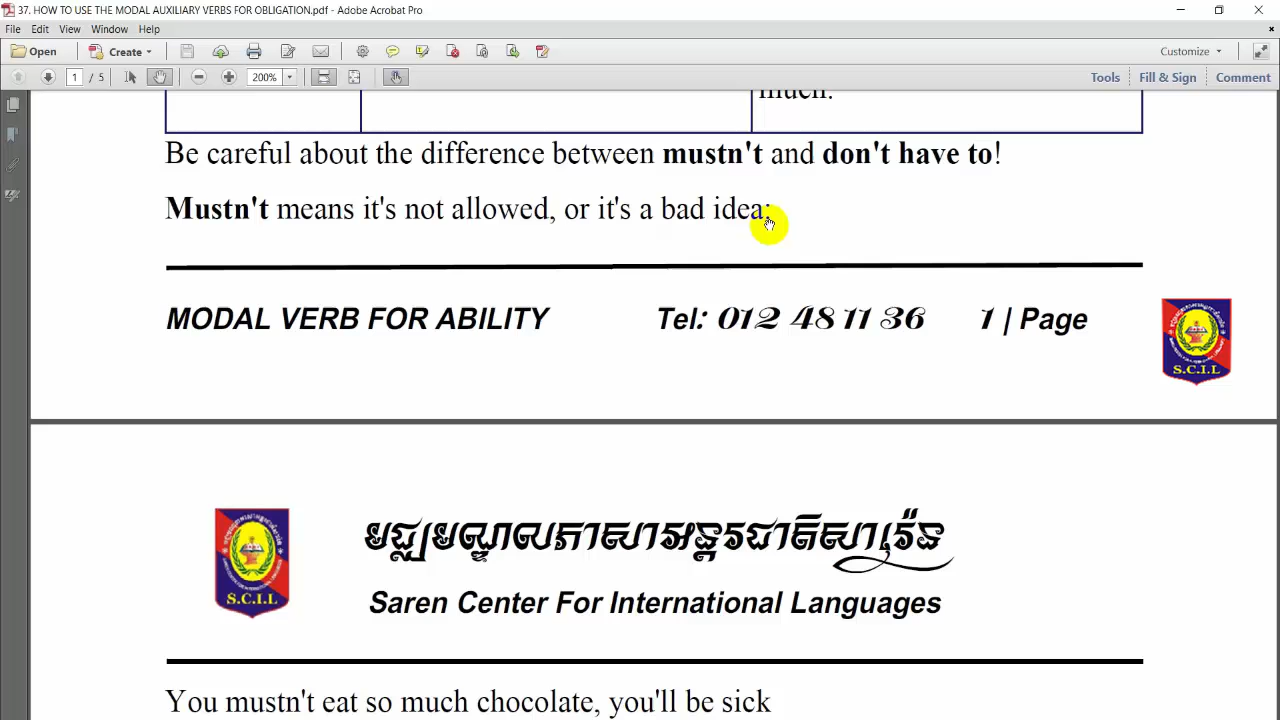 37. HOW TO USE THE MODAL AUXILIARY VERBS FOR OBLIGATION.pdf - Adobe Acrobat Pro
File Edit View Window Help
Open Create Customize
1 / 5 200% Tools Fill & Sign Comment
much.
Be careful about the difference between mustn't and don't have to!
Mustn't means it's not allowed, or it's a bad idea:
MODAL VERB FOR ABILITY Tel: 012 48 11 36 1 | Page
S.C.I.L
មជ្ឈមណ្ឌលភាសាអន្តរជាតិសារ៉េន
S.C.I.L
Saren Center For International Languages
You mustn't eat so much chocolate, you'll be sick